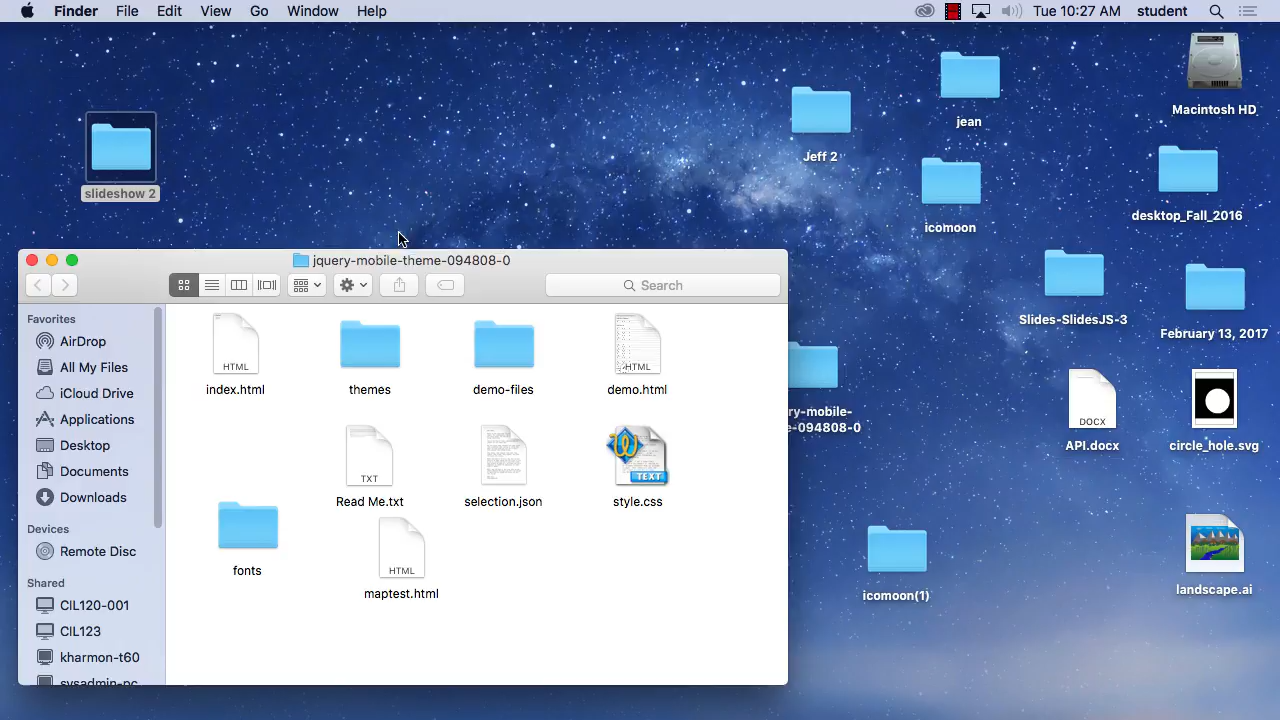 Finder File Edit View Go Window Help
Tue 10:27 AM student
Macintosh HD
jean
Jeff 2
slideshow 2
desktop_Fall_2016
icomoon
jquery-mobile-theme-094808-0
Search
Slides-SlidesJS-3
February 13, 2017
Favorites
AirDrop
All My Files
iCloud Drive
Applications
Desktop
Documents
Downloads
Devices
Remote Disc
Shared
CIL120-001
CIL123
kharmon-t60
sysadmin-pc
HTML
index.html
themes
demo-files
HTML
demo.html
TXT
Read Me.txt
selection.json
TEXT
style.css
fonts
HTML
maptest.html
ry-mobile-
e-094808-0
DOCX
API.docx
circle_hole.svg
icomoon(1)
landscape.ai